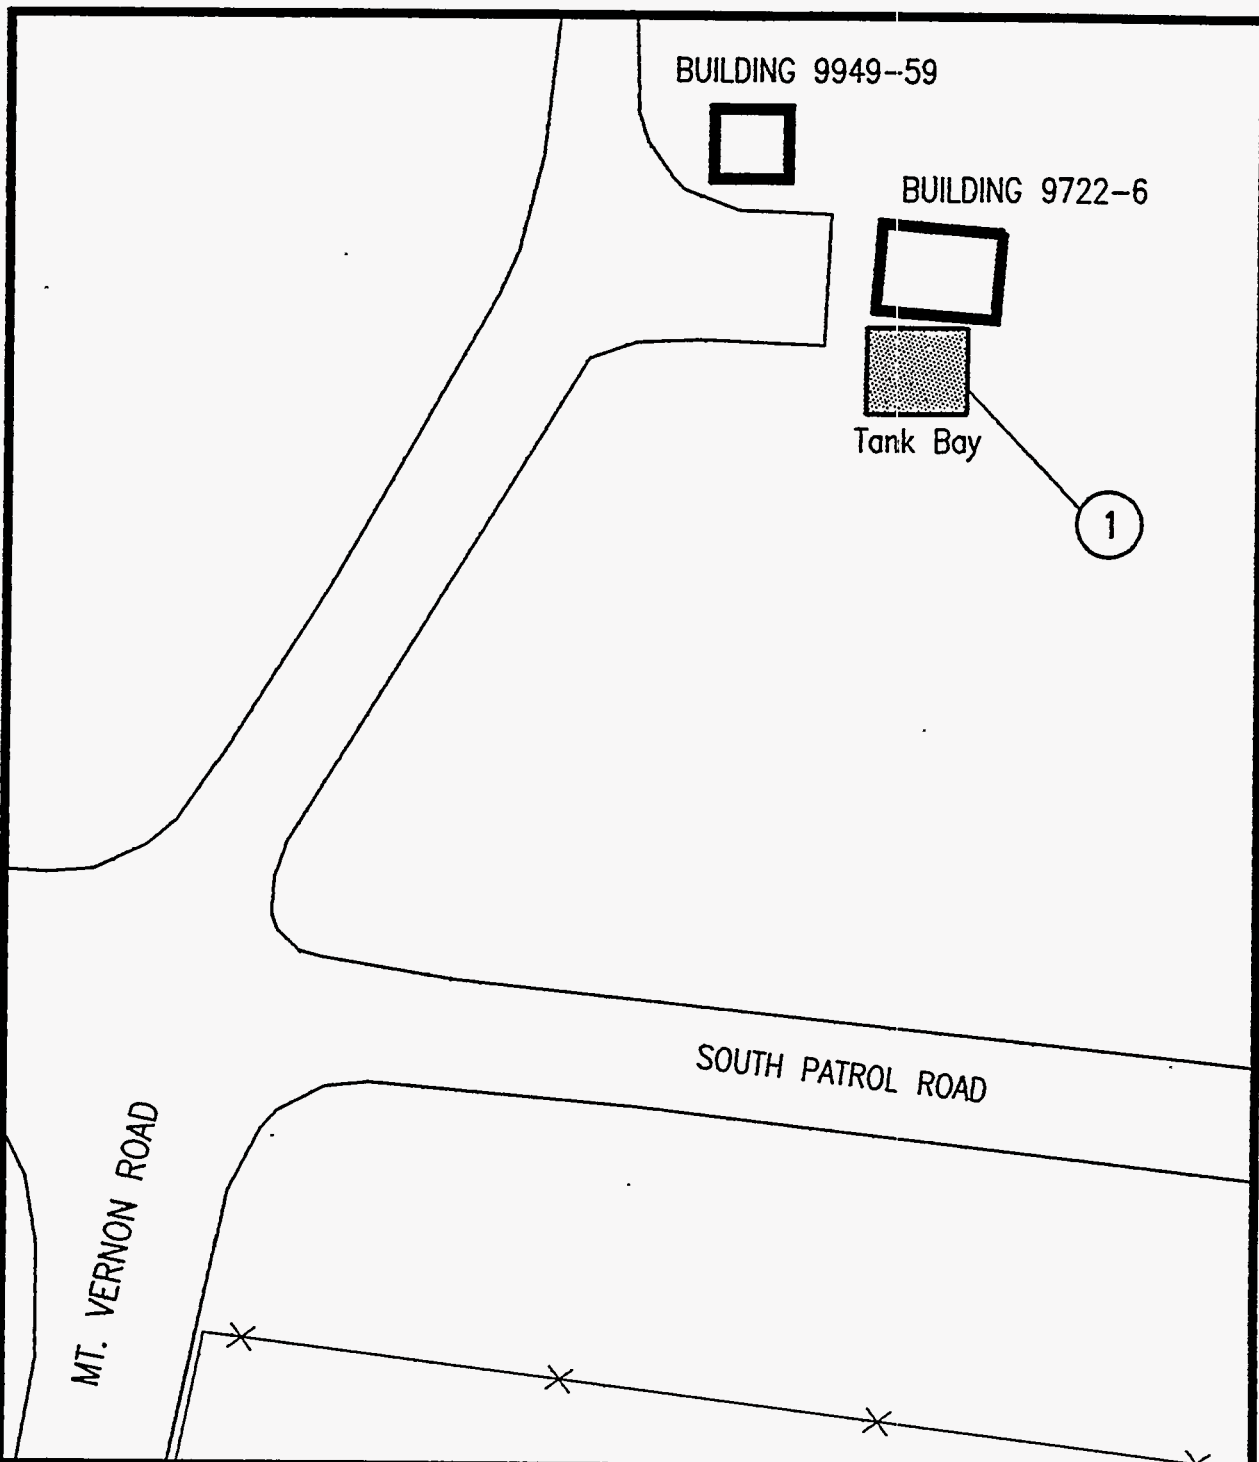 BUILDING 9949-59
BUILDING 9722-6
Tank Bay
1
SOUTH PATROL ROAD
MT. VERNON ROAD